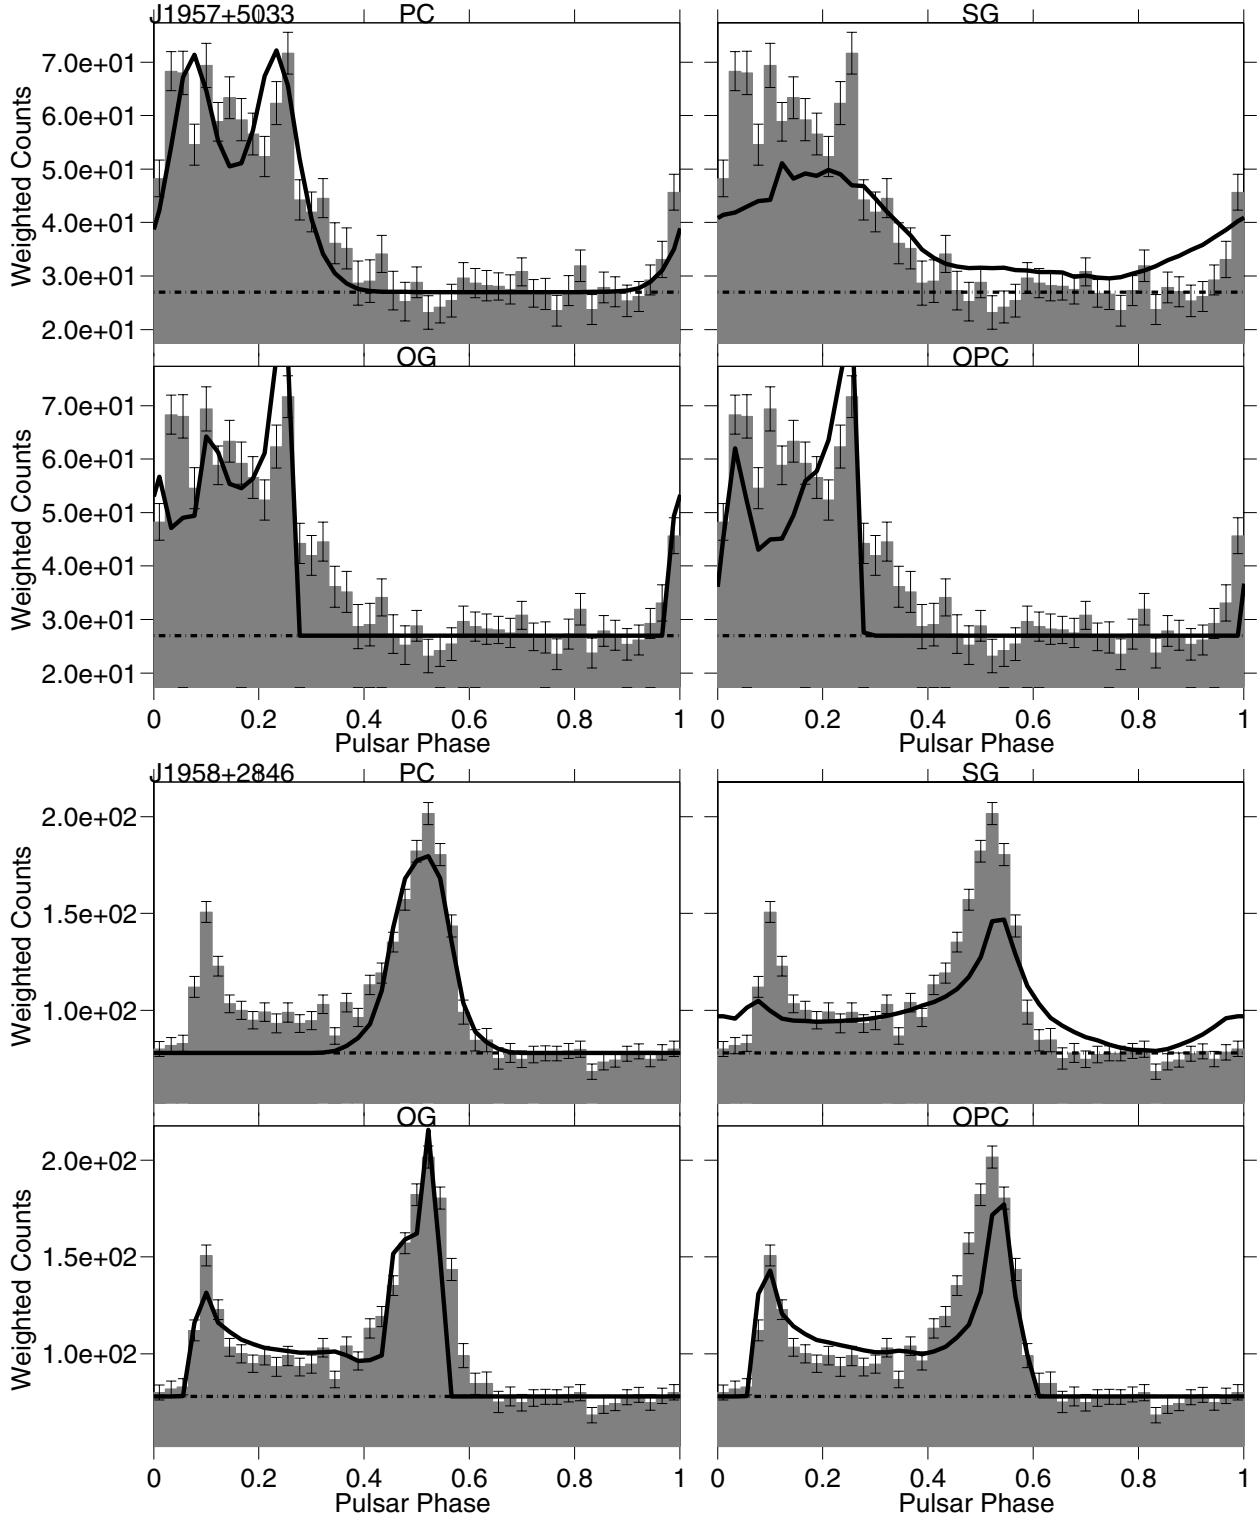 J1957+5033 PC SG
7.0e+01
6.0e+01
5.0e+01
4.0e+01
3.0e+01
2.0e+01
Weighted Counts
OG OPC
7.0e+01
6.0e+01
5.0e+01
4.0e+01
3.0e+01
2.0e+01
Weighted Counts
0 0.2 0.4 0.6 0.8 1 0 0.2 0.4 0.6 0.8 1
Pulsar Phase Pulsar Phase
J1958+2846 PC SG
2.0e+02
1.5e+02
1.0e+02
Weighted Counts
OG OPC
2.0e+02
1.5e+02
1.0e+02
Weighted Counts
0 0.2 0.4 0.6 0.8 1 0 0.2 0.4 0.6 0.8 1
Pulsar Phase Pulsar Phase